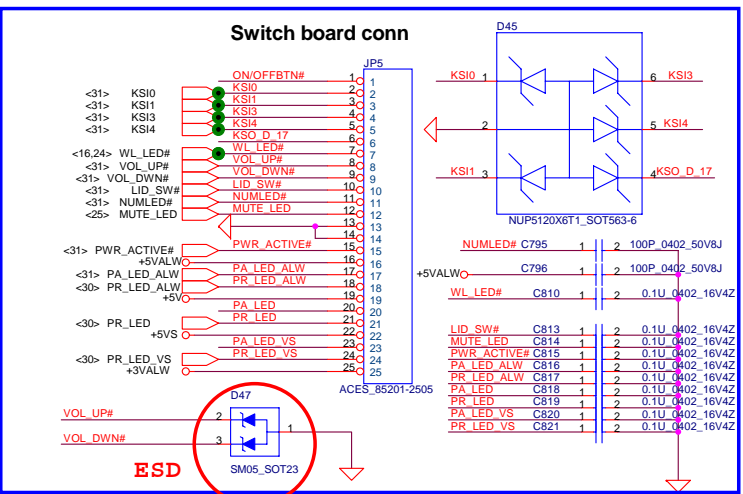 Switch board conn
JP5
ON/OFFBTN# 1 1
<31> KSI0 KSI0 2 2
<31> KSI1 KSI1 3 3
<31> KSI3 KSI3 4 4
<31> KSI4 KSI4 5 5
KSO_D_17 6 6
<16,24> WL_LED# WL_LED# 7 7
<31> VOL_UP# VOL_UP# 8 8
<31> VOL_DWN# VOL_DWN# 9 9
<31> LID_SW# LID_SW# 10 10
<31> NUMLED# NUMLED# 11 11
<25> MUTE_LED MUTE_LED 12 12
13 13
14 14
<31> PWR_ACTIVE# PWR_ACTIVE# 15 15
+5VALW 16 16
<31> PA_LED_ALW PA_LED_ALW 17 17
<30> PR_LED_ALW PR_LED_ALW 18 18
+5V 19 19
PA_LED 20 20
<30> PR_LED PR_LED 21 21
+5VS 22 22
PA_LED_VS 23 23
<30> PR_LED_VS PR_LED_VS 24 24
+3VALW 25 25
ACES_85201-2505
D45
KSI0 1 6 KSI3
2 5 KSI4
KSI1 3 4 KSO_D_17
NUP5120X6T1_SOT563-6
NUMLED# C795 1 2 100P_0402_50V8J
+5VALW C796 1 2 100P_0402_50V8J
WL_LED# C810 1 2 0.1U_0402_16V4Z
LID_SW# C813 1 2 0.1U_0402_16V4Z
MUTE_LED C814 1 2 0.1U_0402_16V4Z
PWR_ACTIVE# C815 1 2 0.1U_0402_16V4Z
PA_LED_ALW C816 1 2 0.1U_0402_16V4Z
PR_LED_ALW C817 1 2 0.1U_0402_16V4Z
PA_LED C818 1 2 0.1U_0402_16V4Z
PR_LED C819 1 2 0.1U_0402_16V4Z
PA_LED_VS C820 1 2 0.1U_0402_16V4Z
PR_LED_VS C821 1 2 0.1U_0402_16V4Z
D47
VOL_UP# 2 1
VOL_DWN# 3
SM05_SOT23
ESD